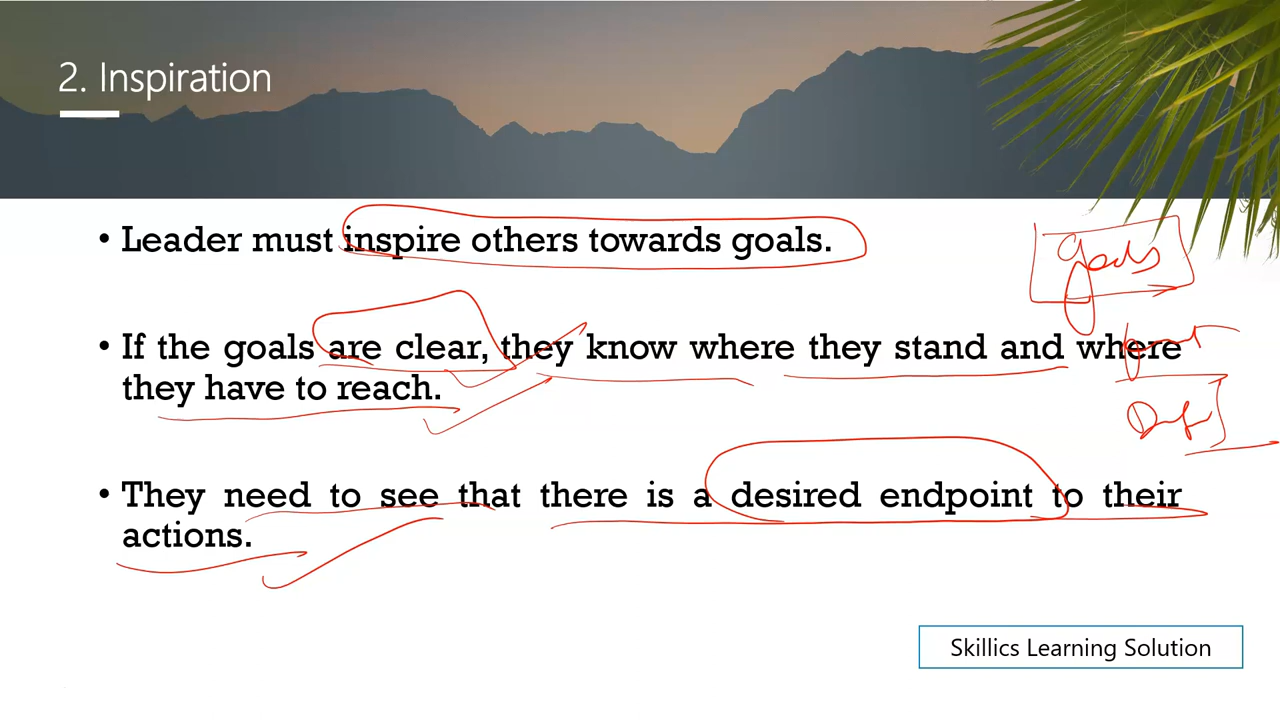 2. Inspiration
• Leader must inspire others towards goals.
Goals
• If the goals are clear, they know where they stand and where
they have to reach.
• They need to see that there is a desired endpoint to their
actions.
Skillics Learning Solution